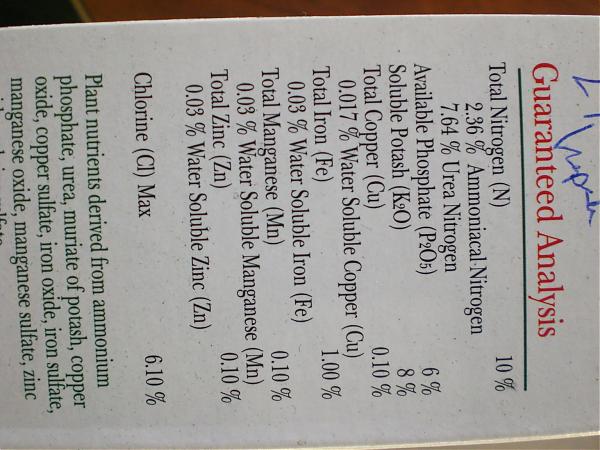 Guaranteed Analysis
Total Nitrogen (N) 10 %
2.36 % Ammoniacal-Nitrogen
7.64 % Urea Nitrogen
Available Phosphate (P2O5) 6 %
Soluble Potash (K2O) 8 %
Total Copper (Cu) 0.10 %
0.017 % Water Soluble Copper (Cu)
Total Iron (Fe) 1.00 %
0.03 % Water Soluble Iron (Fe)
Total Manganese (Mn) 0.10 %
0.03 % Water Soluble Manganese (Mn)
Total Zinc (Zn) 0.10 %
0.03 % Water Soluble Zinc (Zn)
Chlorine (Cl) Max 6.10 %
Plant nutrients derived from ammonium
phosphate, urea, muriate of potash, copper
oxide, copper sulfate, iron oxide, iron sulfate,
manganese oxide, manganese sulfate, zinc